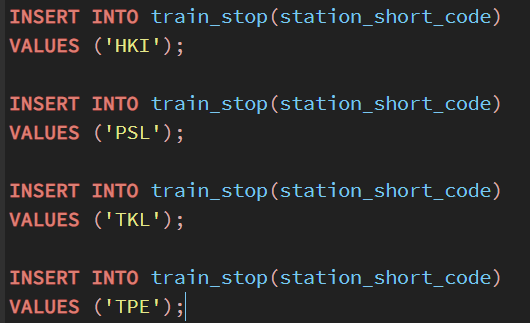 INSERT INTO train_stop(station_short_code)
VALUES ('HKI');
INSERT INTO train_stop(station_short_code)
VALUES ('PSL');
INSERT INTO train_stop(station_short_code)
VALUES ('TKL');
INSERT INTO train_stop(station_short_code)
VALUES ('TPE');